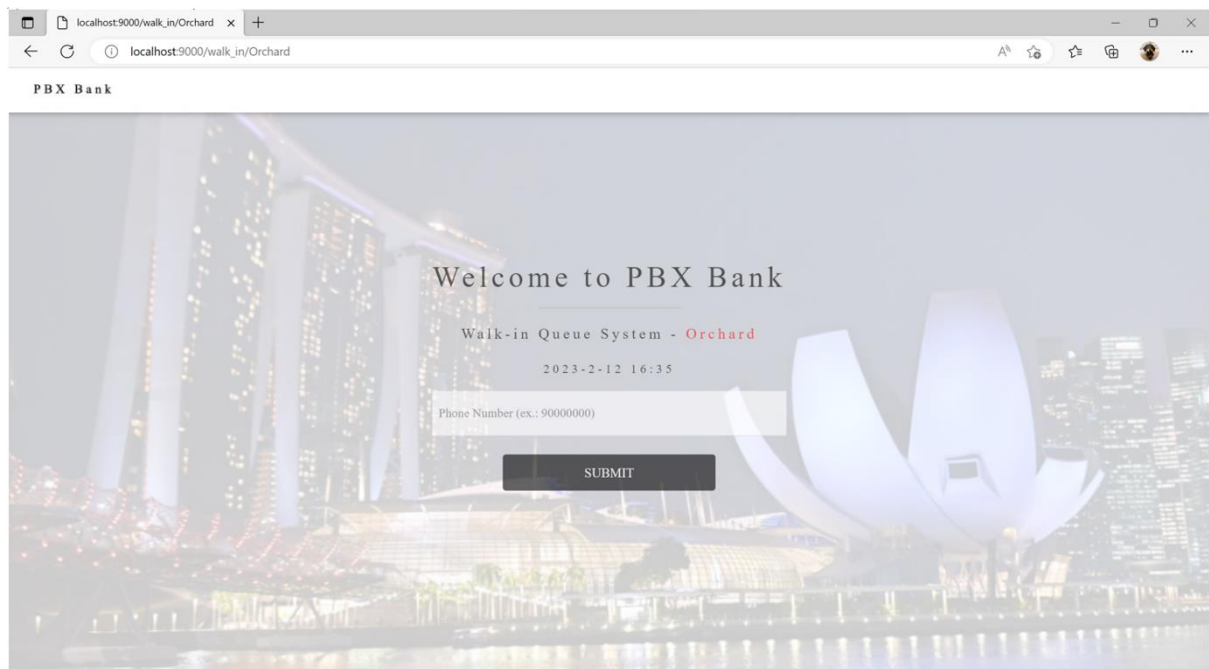 localhost:9000/walk_in/Orchard
localhost:9000/walk_in/Orchard
PBX Bank
Welcome to PBX Bank
Walk-in Queue System - Orchard
2023-2-12 16:35
Phone Number (ex.: 90000000)
SUBMIT